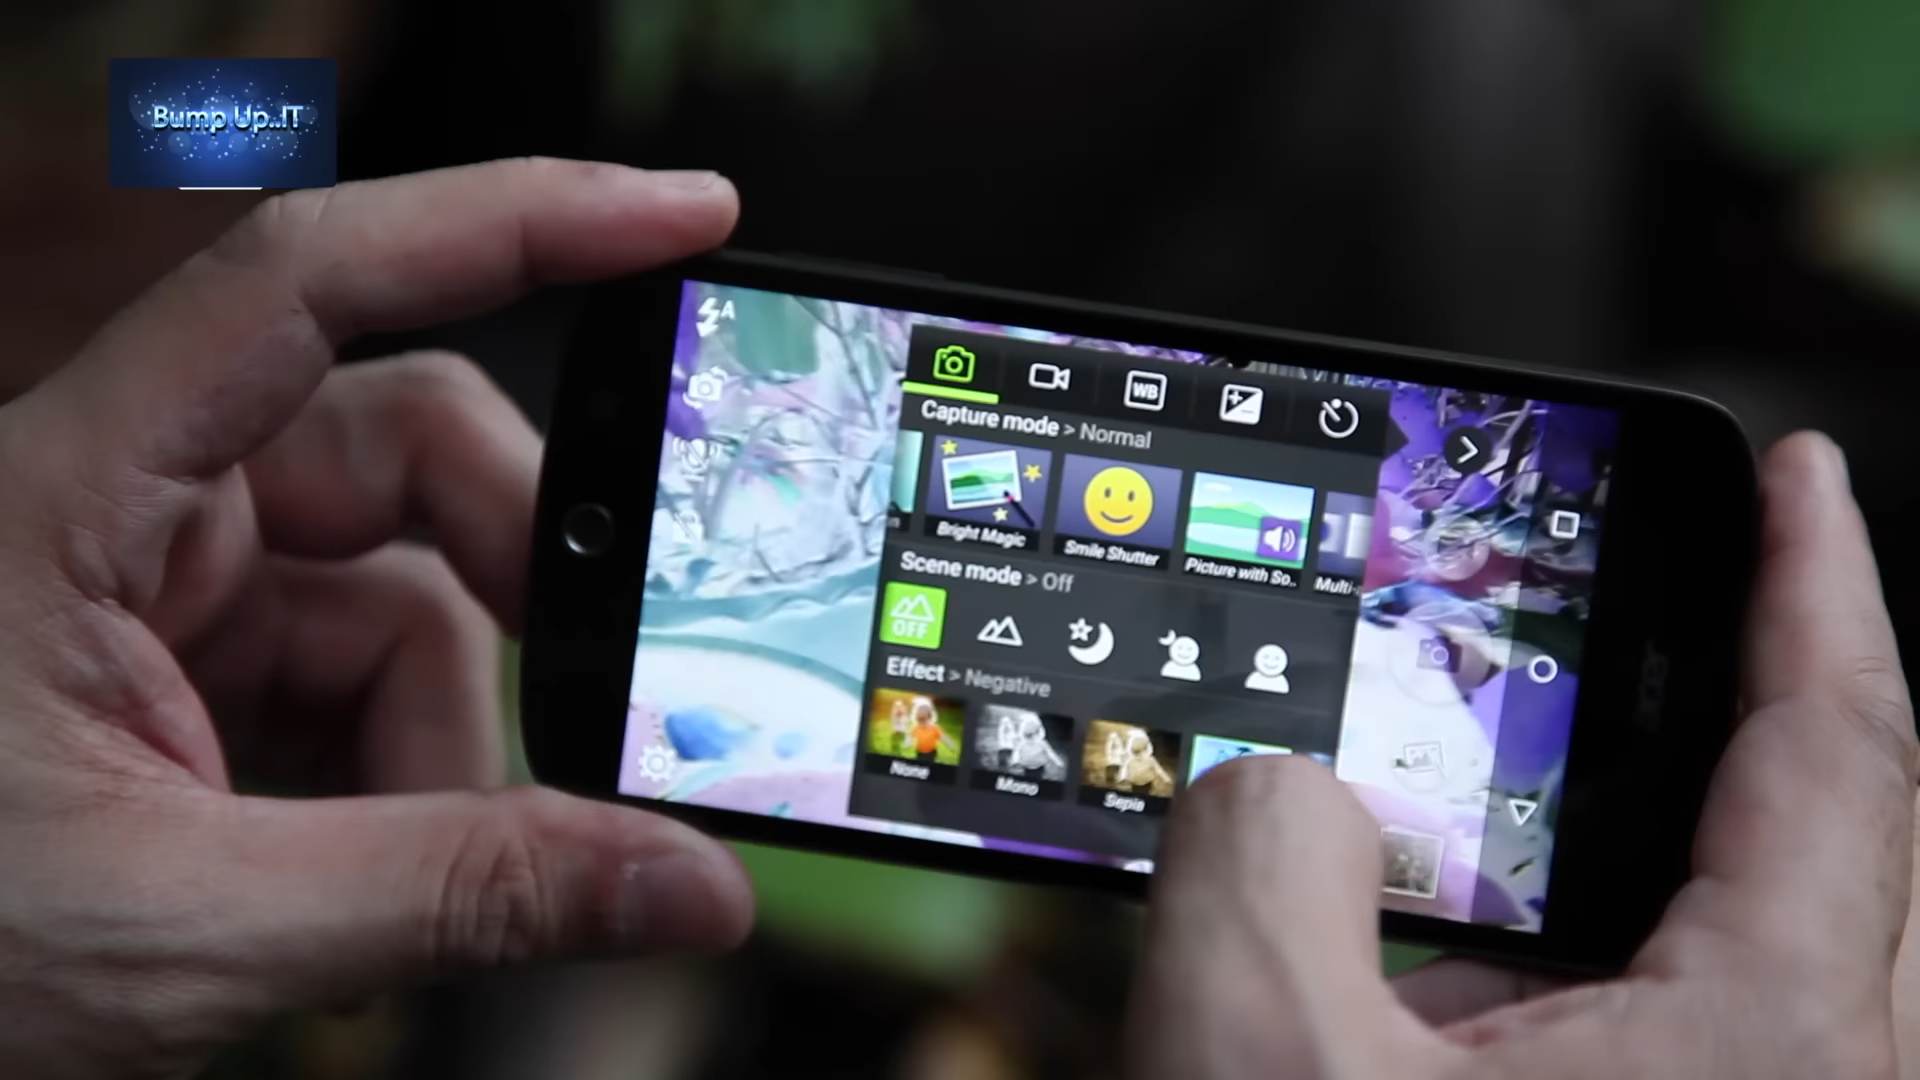 Bump Up..IT
A
WB
Capture mode > Normal
Bright Magic
Smile Shutter
Picture with So..
Multi-
Scene mode > Off
OFF
Effect > Negative
None
Mono
Sepia
acer